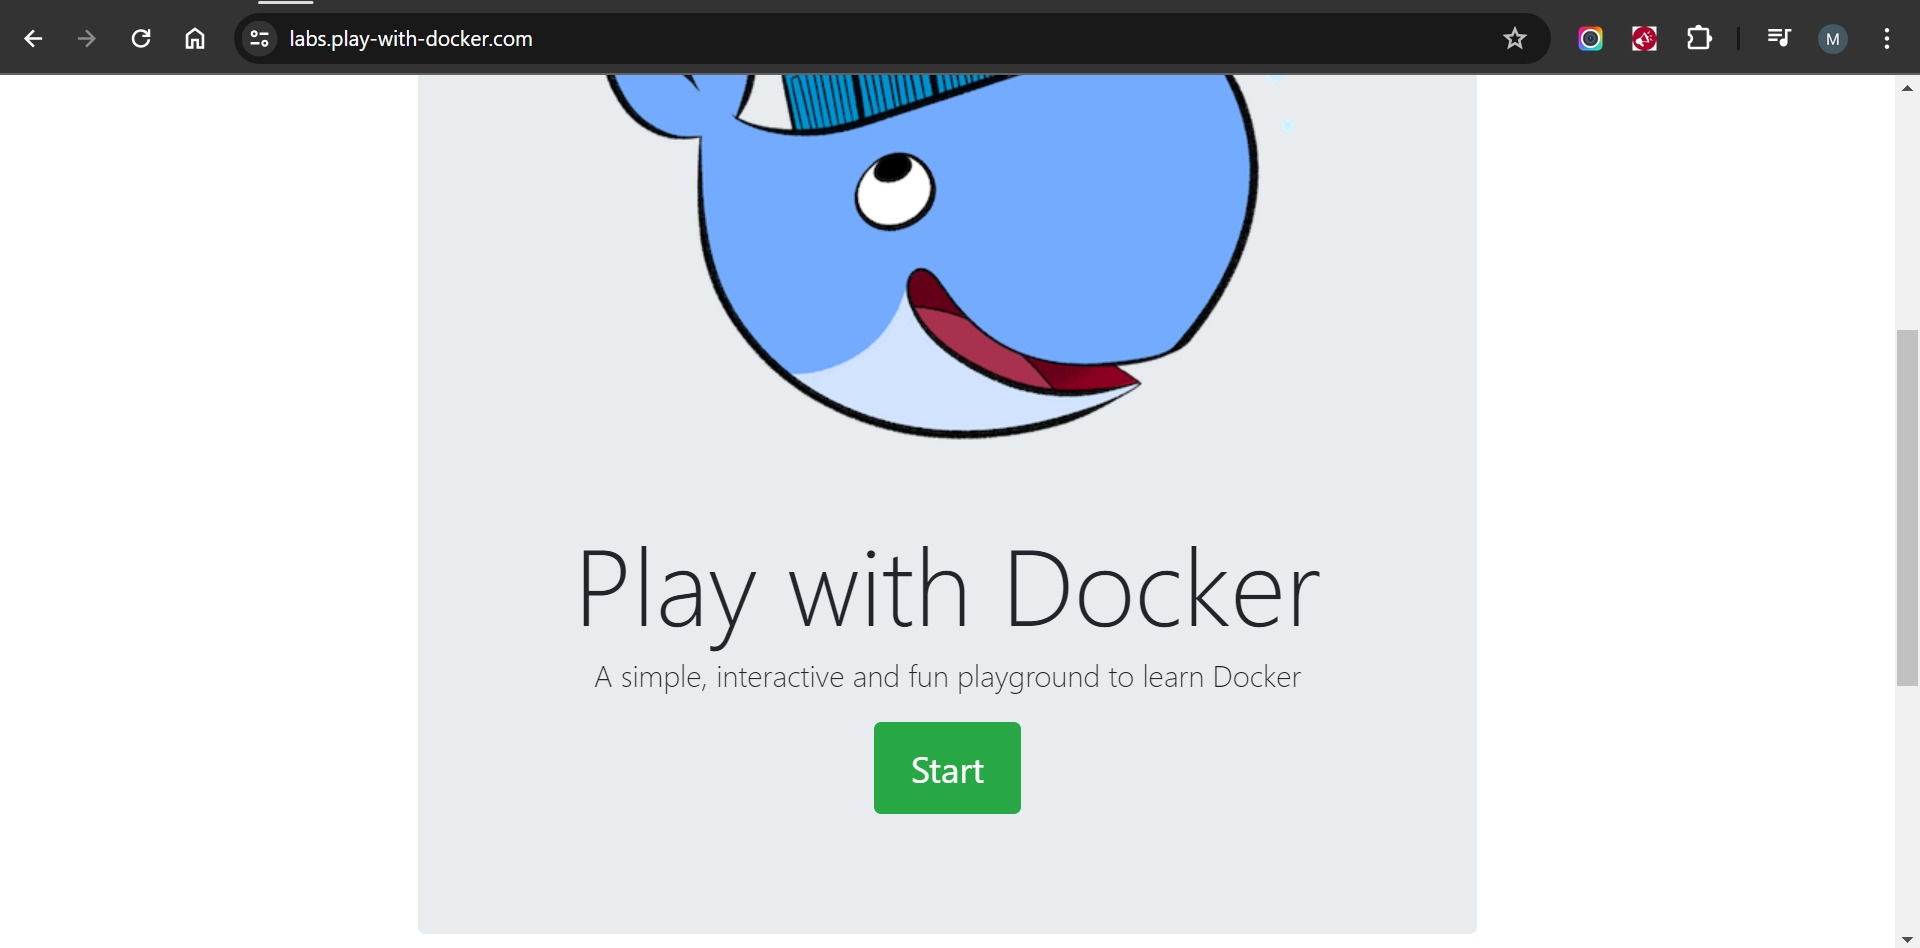 labs.play-with-docker.com
M
Play with Docker
A simple, interactive and fun playground to learn Docker
Start